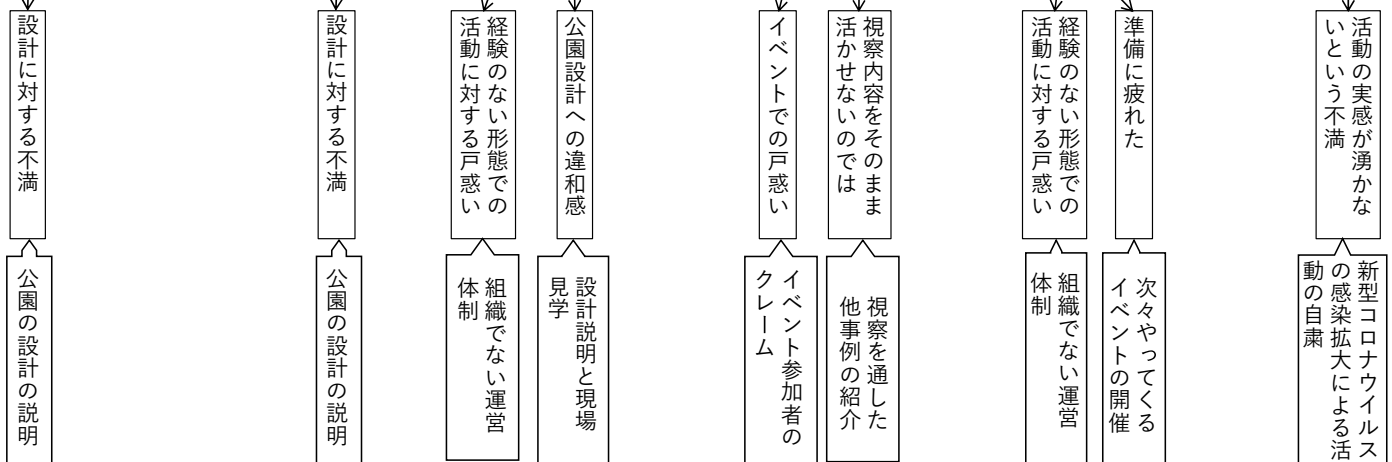 設計に対する不満
設計に対する不満
経験のない形態での
活動に対する戸惑い
公園設計への違和感
イベントでの戸惑い
視察内容をそのまま
活かせないのでは
経験のない形態での
活動に対する戸惑い
準備に疲れた
活動の実感が湧かな
いという不満
公園の設計の説明
公園の設計の説明
組織でない運営
体制
設計説明と現場
見学
イベント参加者の
クレーム
視察を通した
他事例の紹介
組織でない運営
体制
次々やってくる
イベントの開催
新型コロナウイルス
の感染拡大による活
動の自粛